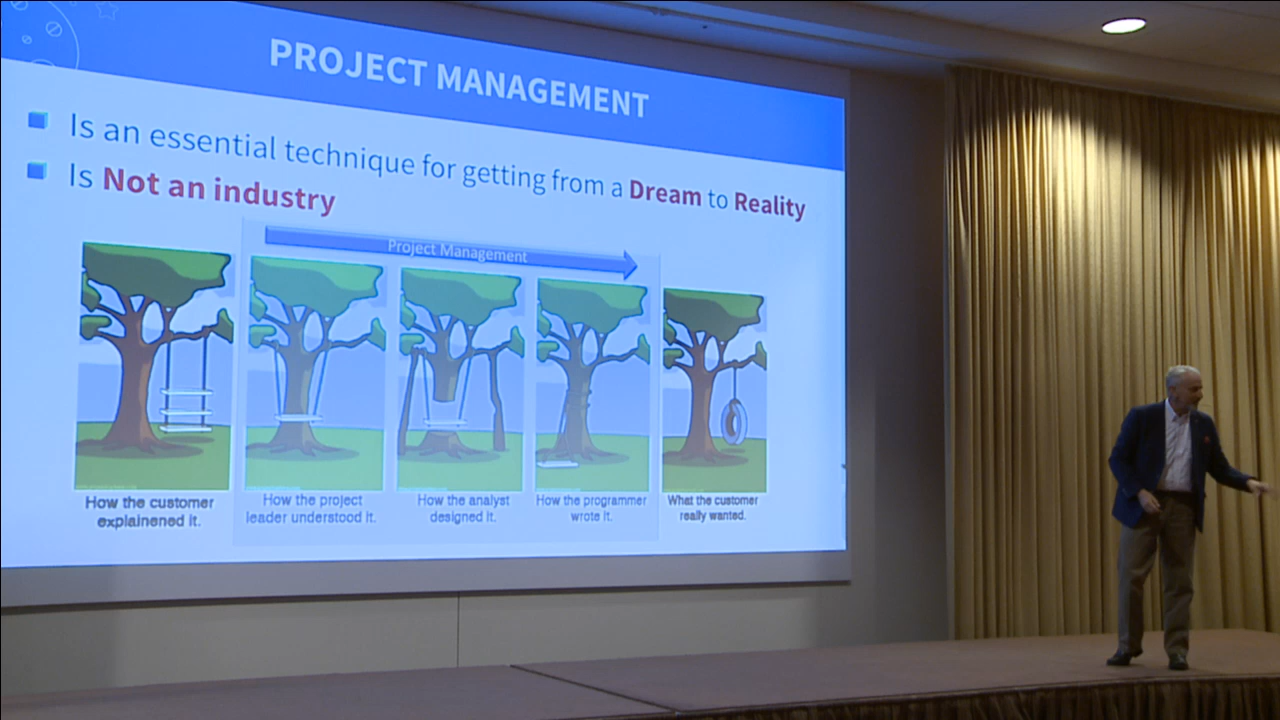 PROJECT MANAGEMENT
Is an essential technique for getting from a Dream to Reality
Is Not an industry
Project Management
How the customer
explainened it.
How the project
leader understood it.
How the analyst
designed it.
How the programmer
wrote it.
What the customer
really wanted.